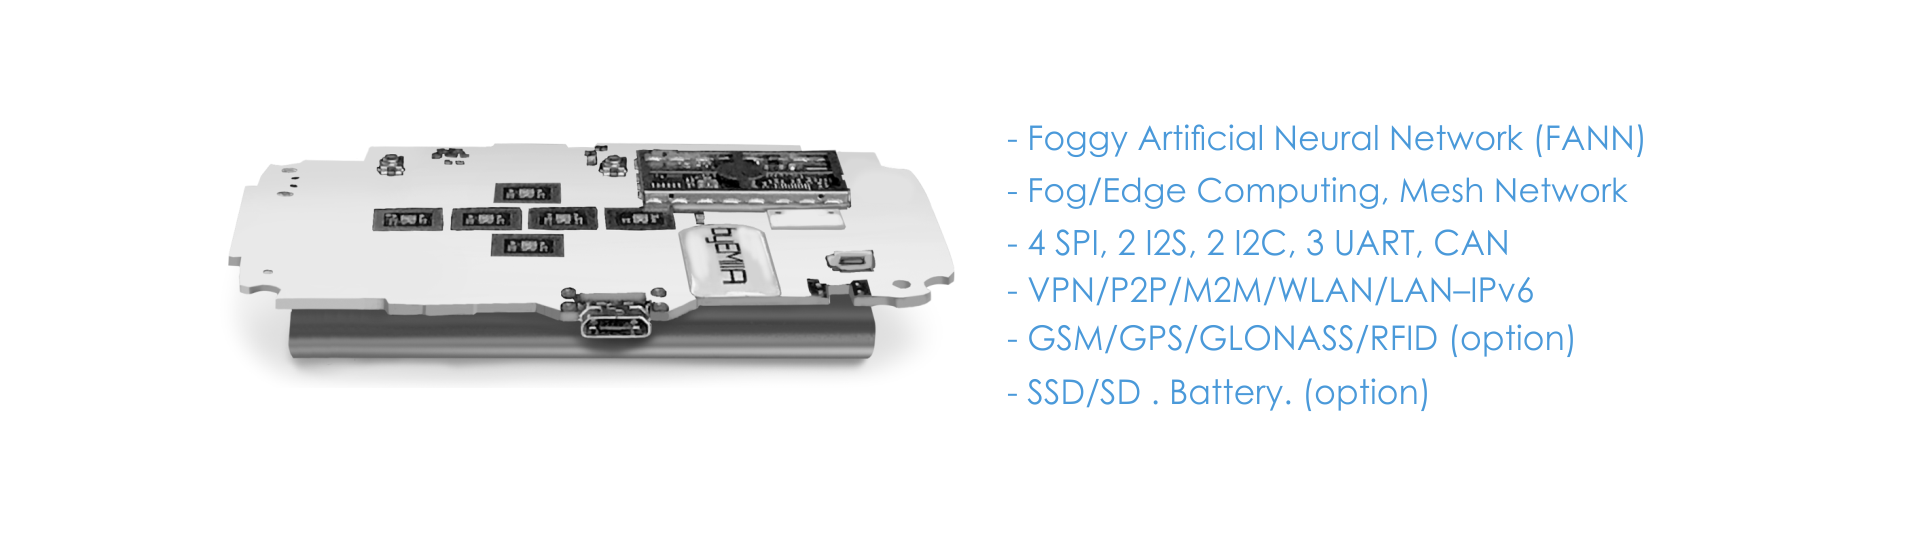 byEMIA
- Foggy Artificial Neural Network (FANN)
- Fog/Edge Computing, Mesh Network
- 4 SPI, 2 I2S, 2 I2C, 3 UART, CAN
- VPN/P2P/M2M/WLAN/LAN–IPv6
- GSM/GPS/GLONASS/RFID (option)
- SSD/SD . Battery. (option)